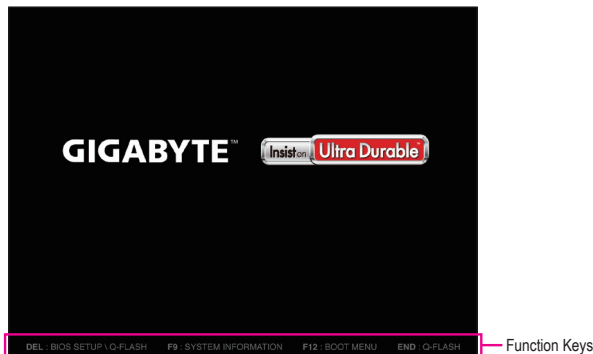 GIGABYTE™
Insist on Ultra Durable™
DEL : BIOS SETUP \ Q-FLASH F9 : SYSTEM INFORMATION F12 : BOOT MENU END : Q-FLASH
Function Keys